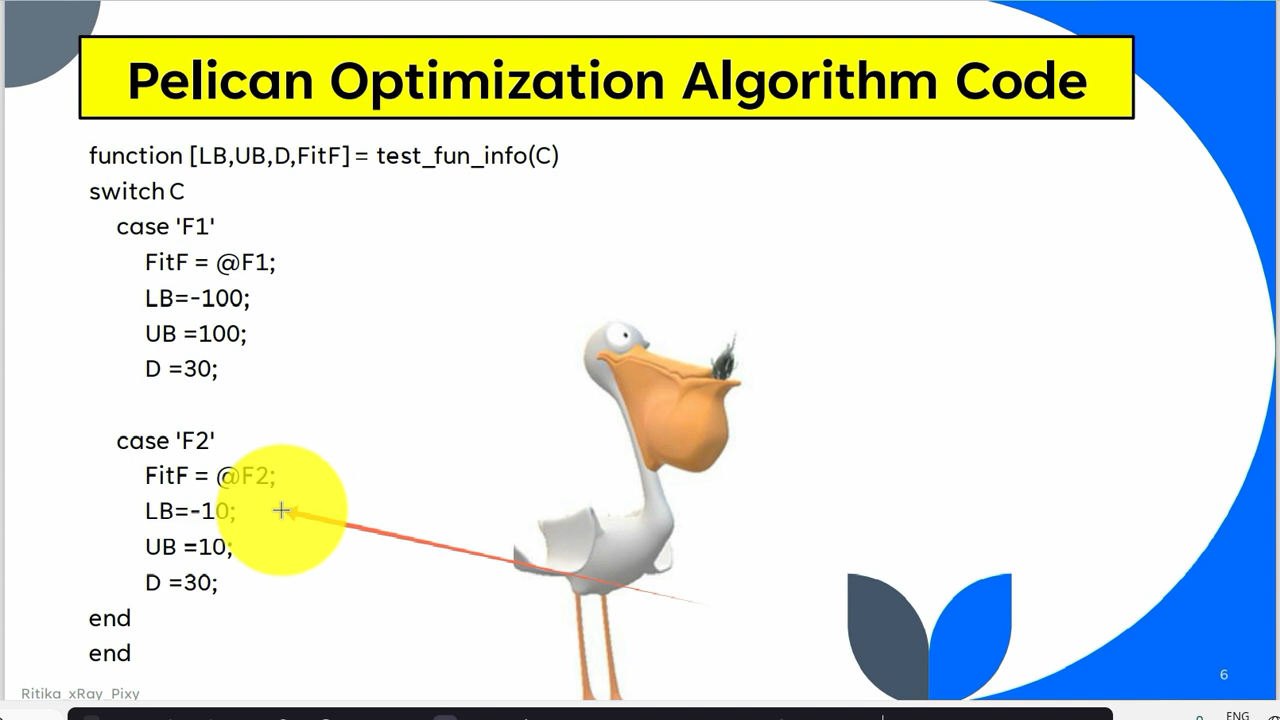 Pelican Optimization Algorithm Code
function [LB,UB,D,FitF] = test_fun_info(C)
switch C
case 'F1'
FitF = @F1;
LB=-100;
UB =100;
D =30;
case 'F2'
FitF = @F2;
LB=-10;
UB =10;
D =30;
end
end
6
Ritika_xRay_Pixy
ENG